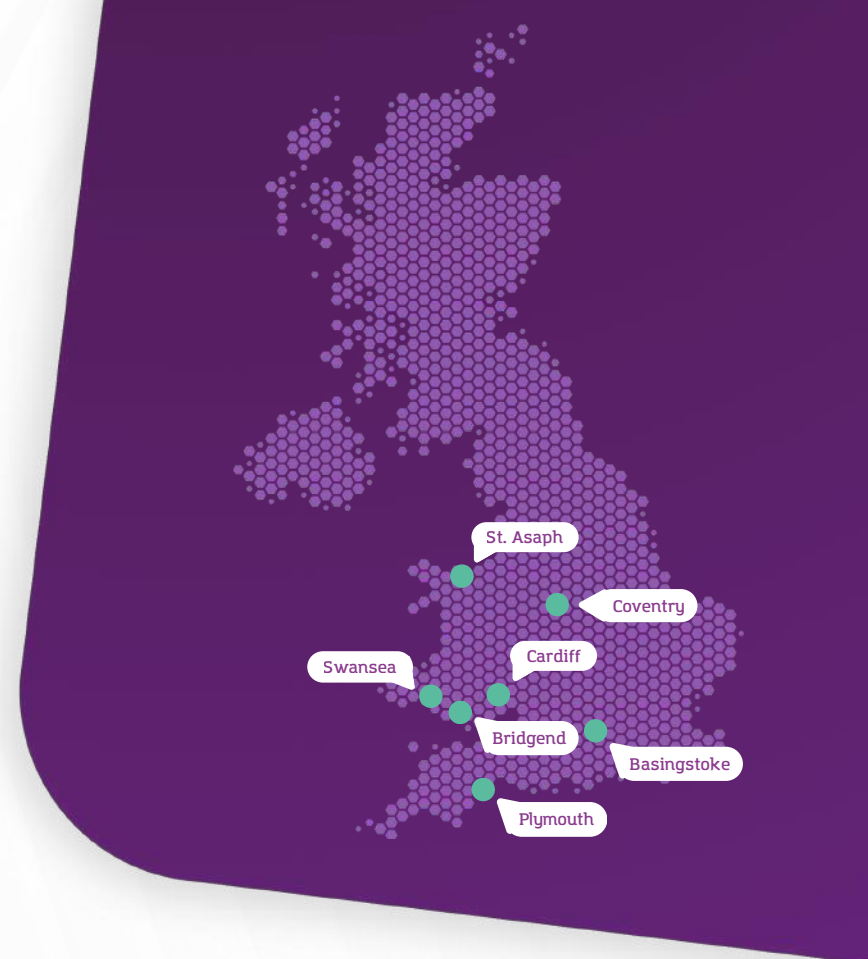 St. Asaph
Coventry
Cardiff
Swansea
Bridgend
Basingstoke
Plymouth